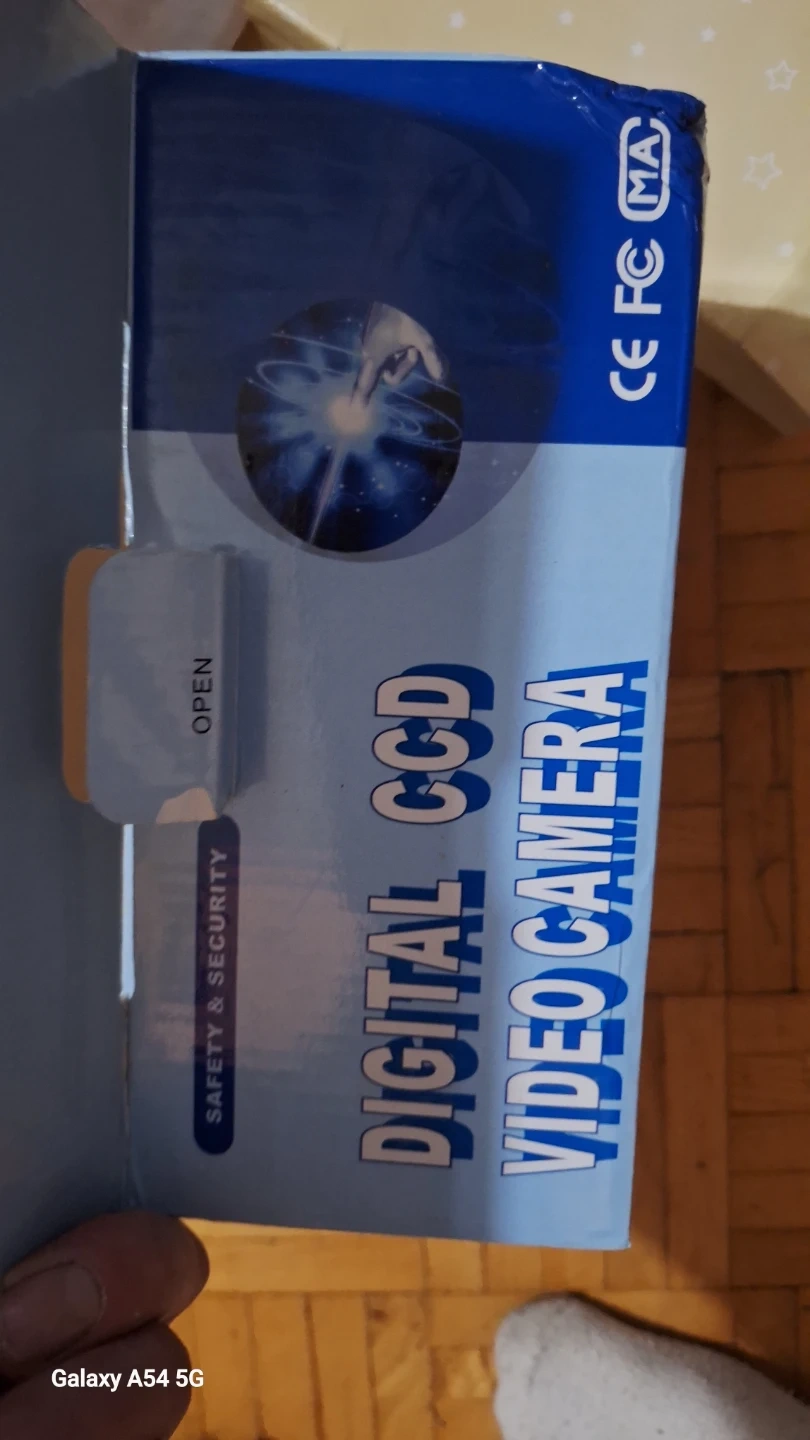 SAFETY & SECURITY
OPEN
DIGITAL CCD
VIDEO CAMERA
CE FC MA
Galaxy A54 5G